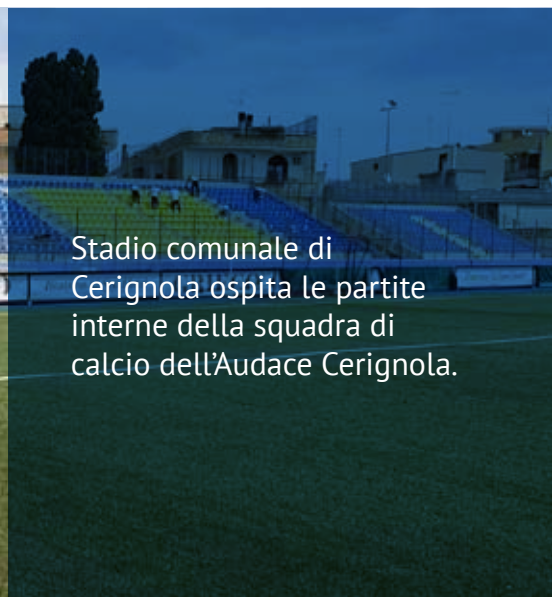 Stadio comunale di
Cerignola ospita le partite
interne della squadra di
calcio dell’Audace Cerignola.